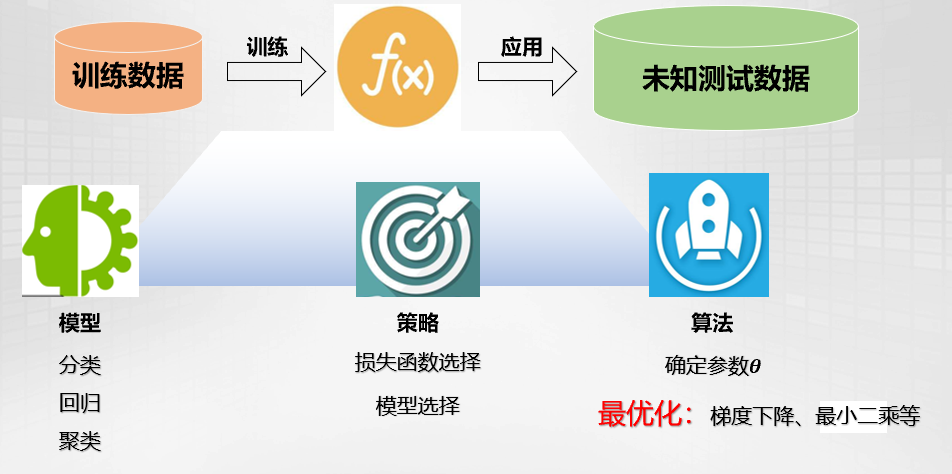 训练数据
训练
f(x)
应用
未知测试数据
模型
分类
回归
聚类
策略
损失函数选择
模型选择
算法
确定参数θ
最优化：梯度下降、最小二乘等